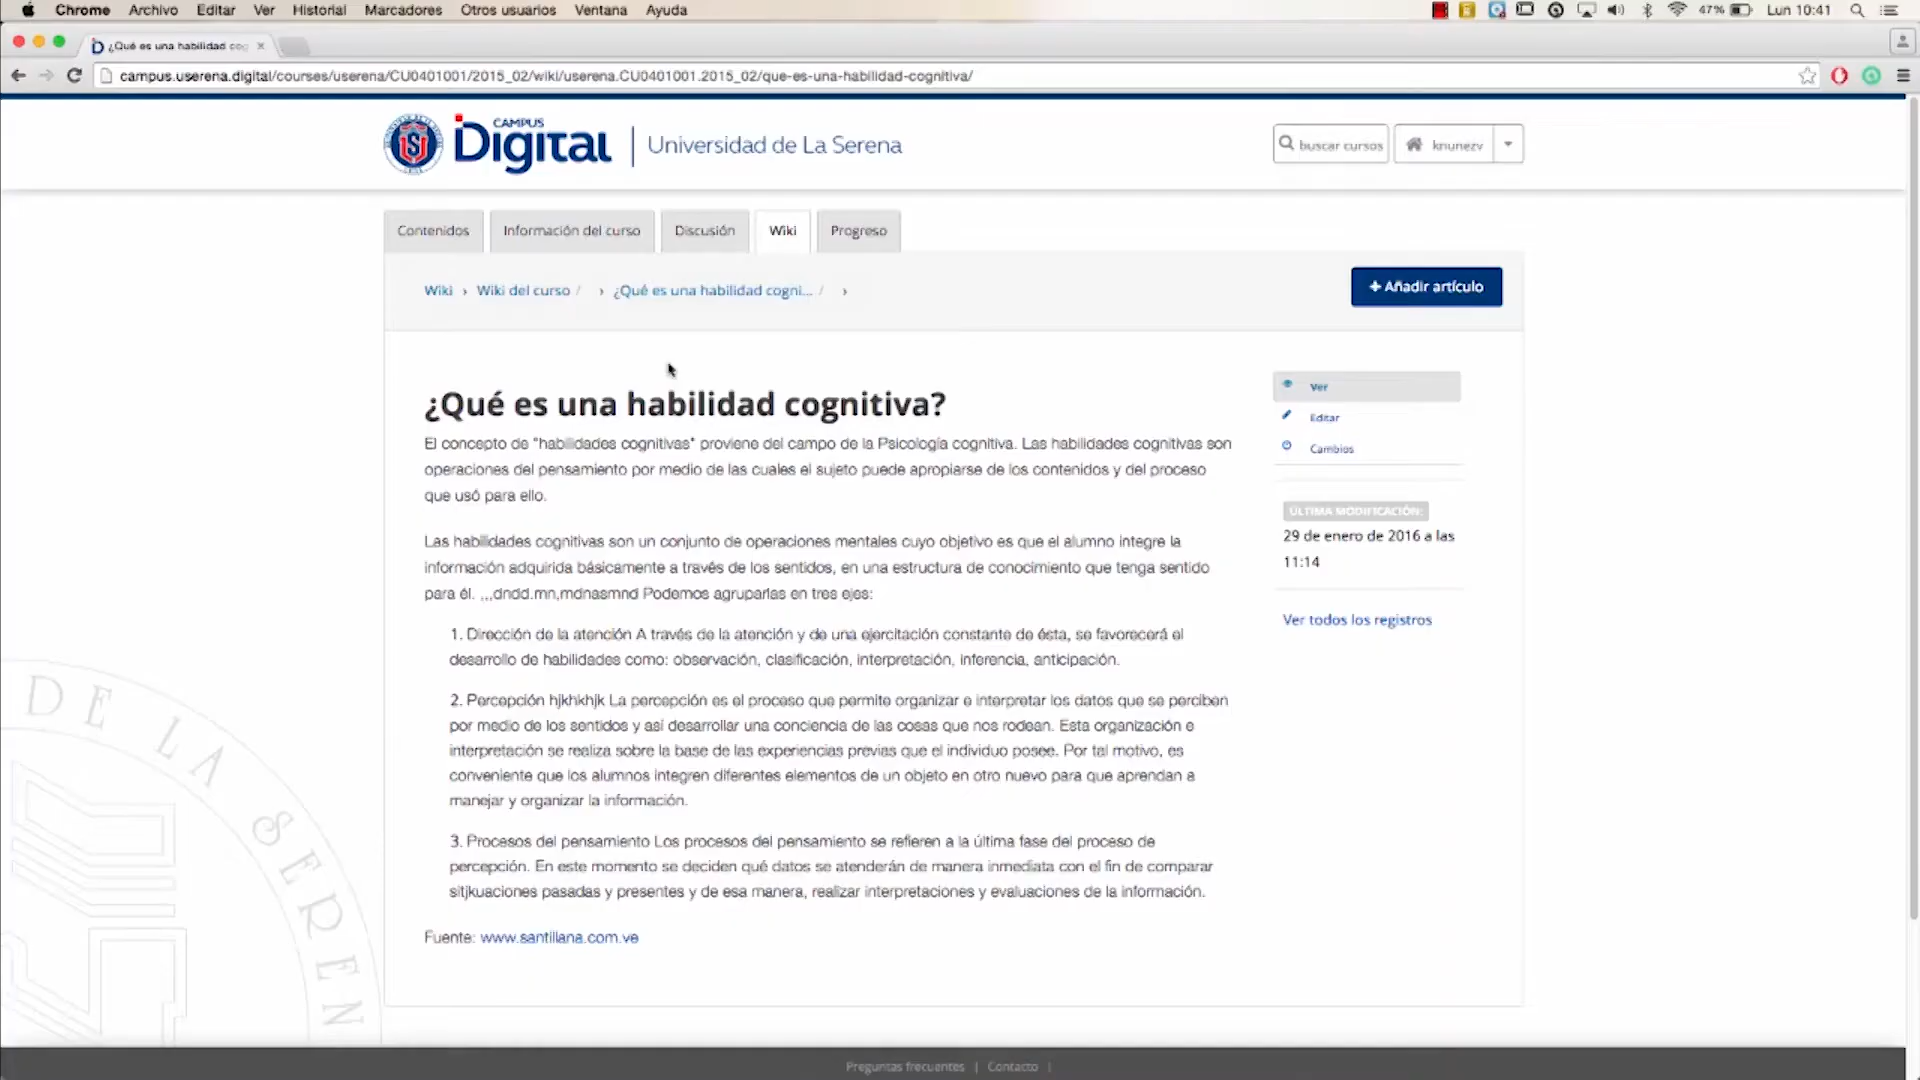 Chrome Archivo Editar Ver Historial Marcadores Otros usuarios Ventana Ayuda 47% Lun 10:41
¿Qué es una habilidad cog
campus.userena.digital/courses/userena/CU0401001/2015_02/wiki/userena.CU0401001.2015_02/que-es-una-habilidad-cognitiva/
CAMPUS
Digital Universidad de La Serena buscar cursos knunezv
Contenidos Información del curso Discusión Wiki Progreso
Wiki › Wiki del curso / › ¿Qué es una habilidad cogni... / › + Añadir artículo
¿Qué es una habilidad cognitiva?
El concepto de "habilidades cognitivas" proviene del campo de la Psicología cognitiva. Las habilidades cognitivas son
operaciones del pensamiento por medio de las cuales el sujeto puede apropiarse de los contenidos y del proceso
que usó para ello.
Las habilidades cognitivas son un conjunto de operaciones mentales cuyo objetivo es que el alumno integre la
información adquirida básicamente a través de los sentidos, en una estructura de conocimiento que tenga sentido
para él. ,,,dndd.mn,mdnasmnd Podemos agruparlas en tres ejes:
1. Dirección de la atención A través de la atención y de una ejercitación constante de ésta, se favorecerá el
desarrollo de habilidades como: observación, clasificación, interpretación, inferencia, anticipación.
2. Percepción hjkhkhjk La percepción es el proceso que permite organizar e interpretar los datos que se perciben
por medio de los sentidos y así desarrollar una conciencia de las cosas que nos rodean. Esta organización e
interpretación se realiza sobre la base de las experiencias previas que el individuo posee. Por tal motivo, es
conveniente que los alumnos integren diferentes elementos de un objeto en otro nuevo para que aprendan a
manejar y organizar la información.
3. Procesos del pensamiento Los procesos del pensamiento se refieren a la última fase del proceso de
percepción. En este momento se deciden qué datos se atenderán de manera inmediata con el fin de comparar
sitjkuaciones pasadas y presentes y de esa manera, realizar interpretaciones y evaluaciones de la información.
Fuente: www.santillana.com.ve
Ver
Editar
Cambios
ÚLTIMA MODIFICACIÓN:
29 de enero de 2016 a las
11:14
Ver todos los registros
DE LA SEREN
Preguntas frecuentes | Contacto |